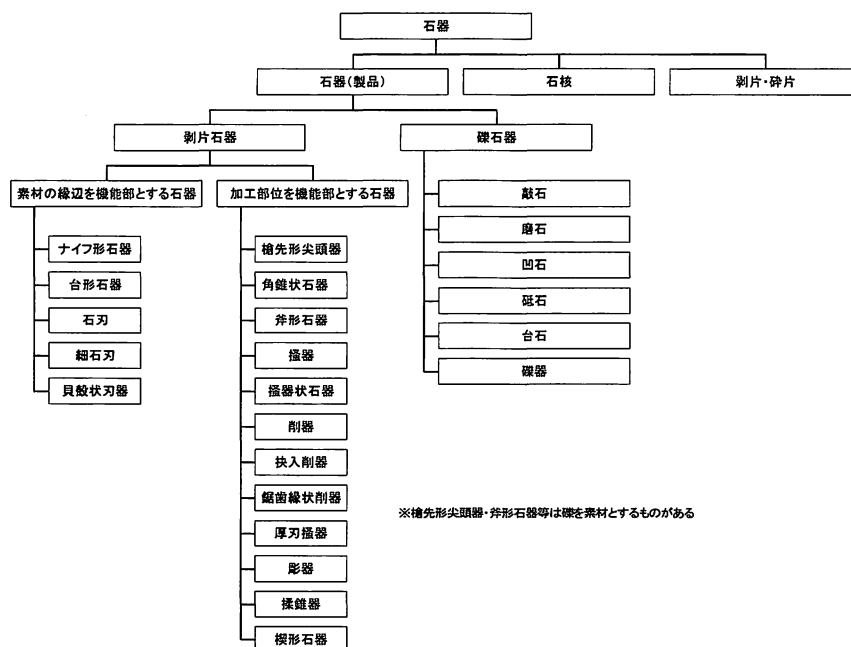 石器
石器(製品)
石核
剥片・砕片
剥片石器
礫石器
素材の縁辺を機能部とする石器
加工部位を機能部とする石器
ナイフ形石器
台形石器
石刃
細石刃
貝殻状刃器
槍先形尖頭器
角錐状石器
斧形石器
掻器
掻器状石器
削器
抉入削器
鋸歯縁状削器
厚刃掻器
彫器
揉錐器
楔形石器
敲石
磨石
凹石
砥石
台石
礫器
※槍先形尖頭器・斧形石器等は礫を素材とするものがある